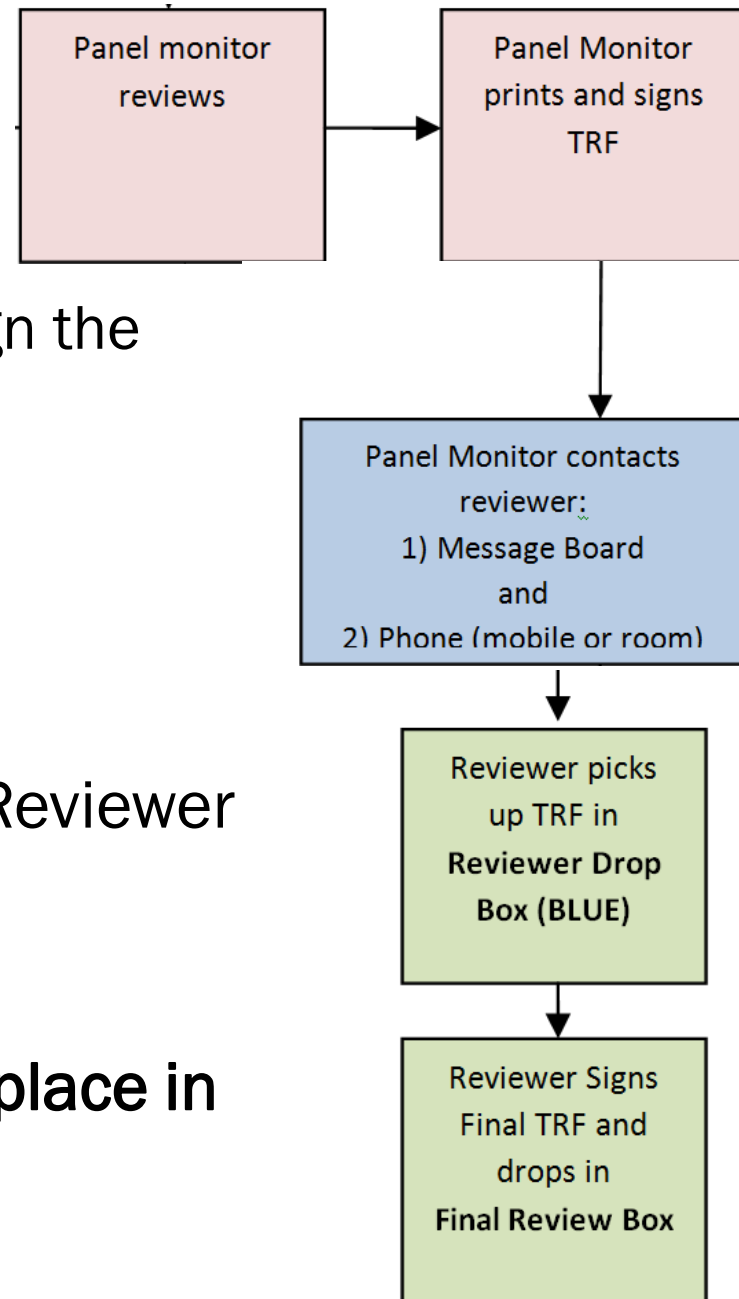 Panel monitor
reviews
Panel Monitor
prints and signs
TRF
gn the
Panel Monitor contacts
reviewer:
1) Message Board
and
2) Phone (mobile or room)
Reviewer picks
up TRF in
Reviewer Drop
Box (BLUE)
Reviewer
place in
Reviewer Signs
Final TRF and
drops in
Final Review Box